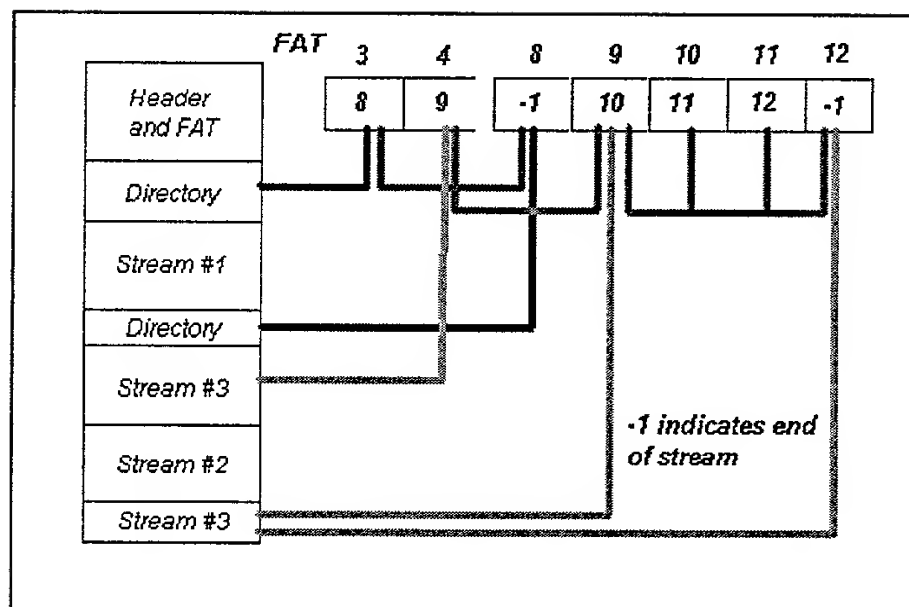 FAT
3 4 8 9 10 11 12
8 9 -1 10 11 12 -1
Header
and FAT
Directory
Stream #1
Directory
Stream #3
Stream #2
Stream #3
-1 indicates end
of stream